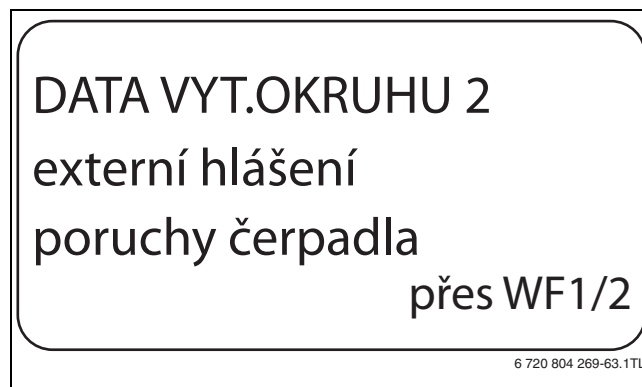 DATA VYT.OKRUHU 2
externí hlášení
poruchy čerpadla
přes WF1/2
6 720 804 269-63.1TL